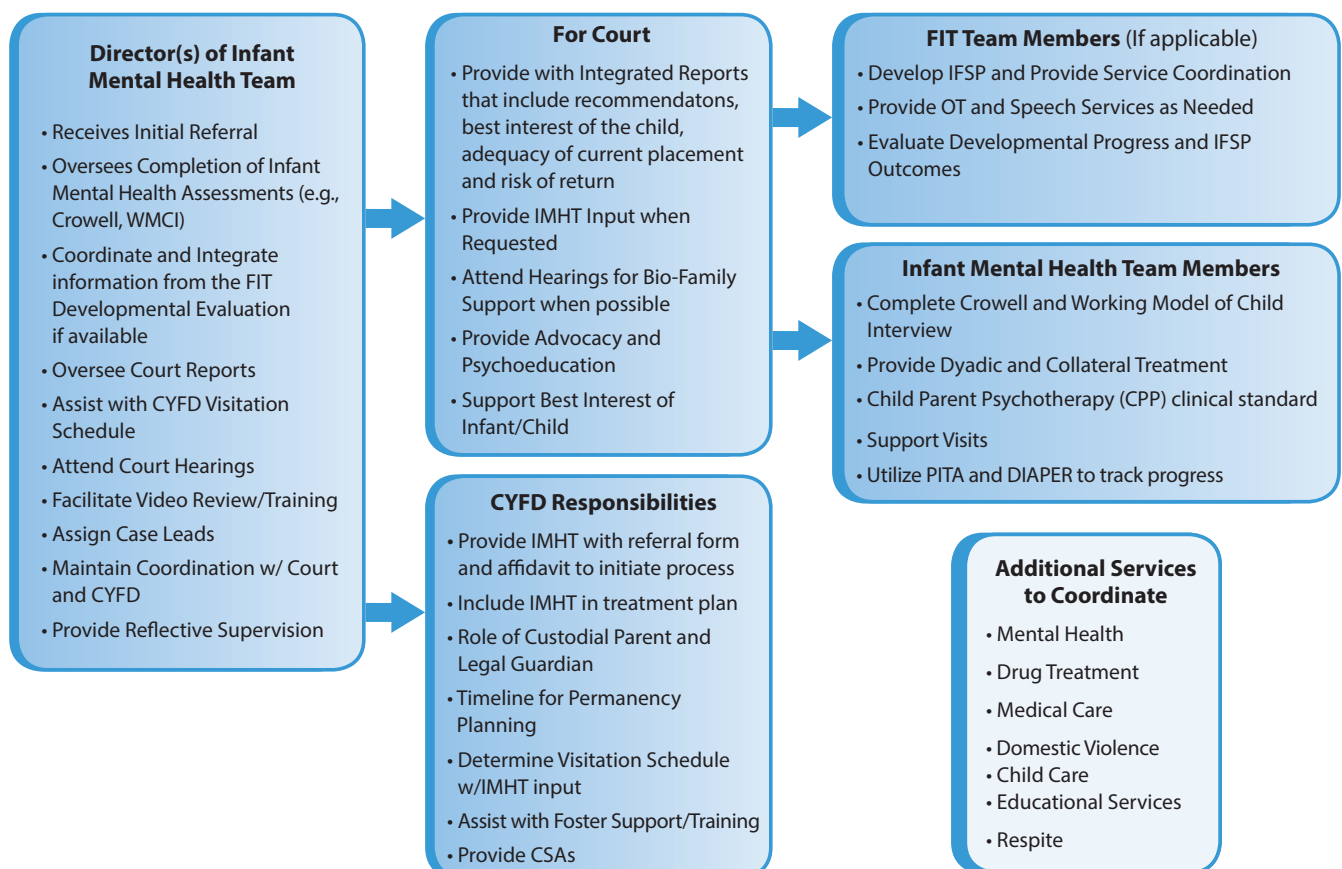 Director(s) of Infant
Mental Health Team
• Receives Initial Referral
• Oversees Completion of Infant
Mental Health Assessments (e.g.,
Crowell, WMCI)
• Coordinate and Integrate
information from the FIT
Developmental Evaluation
if available
• Oversee Court Reports
• Assist with CYFD Visitation
Schedule
• Attend Court Hearings
• Facilitate Video Review/Training
• Assign Case Leads
• Maintain Coordination w/ Court
and CYFD
• Provide Reflective Supervision
For Court
• Provide with Integrated Reports
that include recommendatons,
best interest of the child,
adequacy of current placement
and risk of return
• Provide IMHT Input when
Requested
• Attend Hearings for Bio-Family
Support when possible
• Provide Advocacy and
Psychoeducation
• Support Best Interest of
Infant/Child
CYFD Responsibilities
• Provide IMHT with referral form
and affidavit to initiate process
• Include IMHT in treatment plan
• Role of Custodial Parent and
Legal Guardian
• Timeline for Permanency
Planning
• Determine Visitation Schedule
w/IMHT input
• Assist with Foster Support/Training
• Provide CSAs
FIT Team Members (If applicable)
• Develop IFSP and Provide Service Coordination
• Provide OT and Speech Services as Needed
• Evaluate Developmental Progress and IFSP
Outcomes
Infant Mental Health Team Members
• Complete Crowell and Working Model of Child
Interview
• Provide Dyadic and Collateral Treatment
• Child Parent Psychotherapy (CPP) clinical standard
• Support Visits
• Utilize PITA and DIAPER to track progress
Additional Services
to Coordinate
• Mental Health
• Drug Treatment
• Medical Care
• Domestic Violence
• Child Care
• Educational Services
• Respite